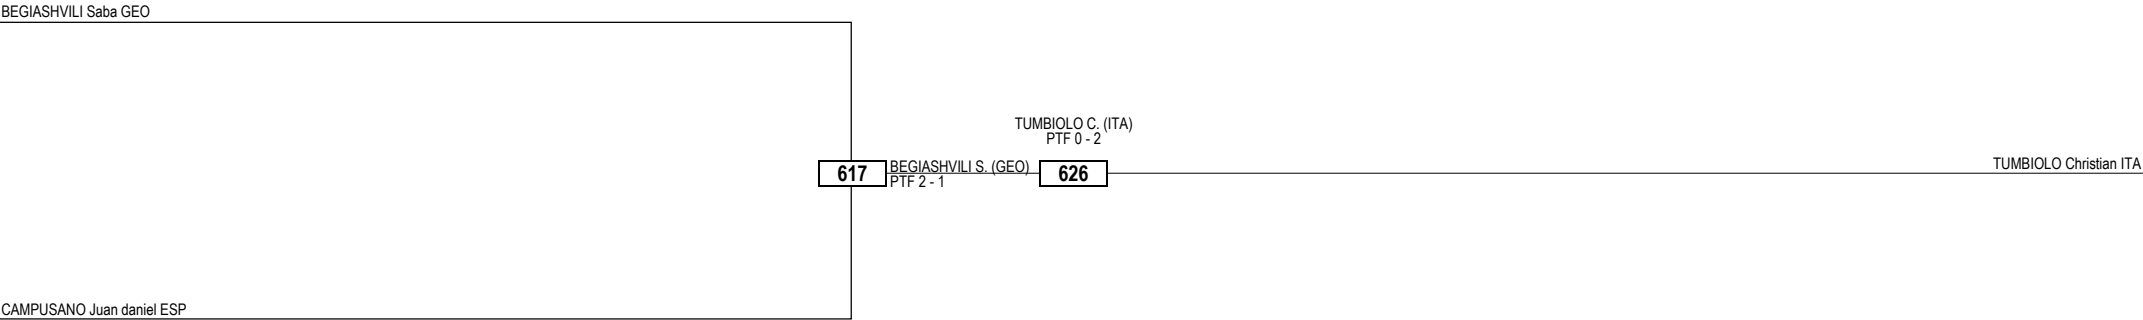 BEGIASHVILI Saba GEO
TUMBIOLO C. (ITA)
PTF 0 - 2
617
BEGIASHVILI S. (GEO)
PTF 2 - 1
626
TUMBIOLO Christian ITA
CAMPUSANO Juan daniel ESP